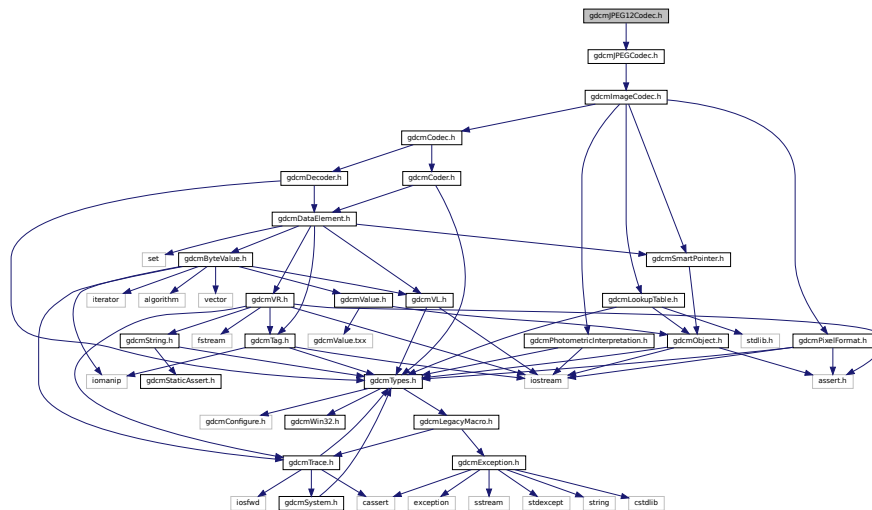 gdcmJPEG12Codec.h
gdcmJPEGCodec.h
gdcmImageCodec.h
gdcmCodec.h
gdcmDecoder.h
gdcmCoder.h
gdcmDataElement.h
set
gdcmByteValue.h
gdcmSmartPointer.h
iterator
algorithm
vector
gdcmVR.h
gdcmValue.h
gdcmVL.h
gdcmLookupTable.h
gdcmString.h
fstream
gdcmTag.h
gdcmValue.txx
gdcmPhotometricInterpretation.h
gdcmObject.h
stdlib.h
gdcmPixelFormat.h
iomanip
gdcmStaticAssert.h
gdcmTypes.h
iostream
assert.h
gdcmConfigure.h
gdcmWin32.h
gdcmLegacyMacro.h
gdcmTrace.h
gdcmException.h
iosfwd
gdcmSystem.h
cassert
exception
sstream
stdexcept
string
cstdlib